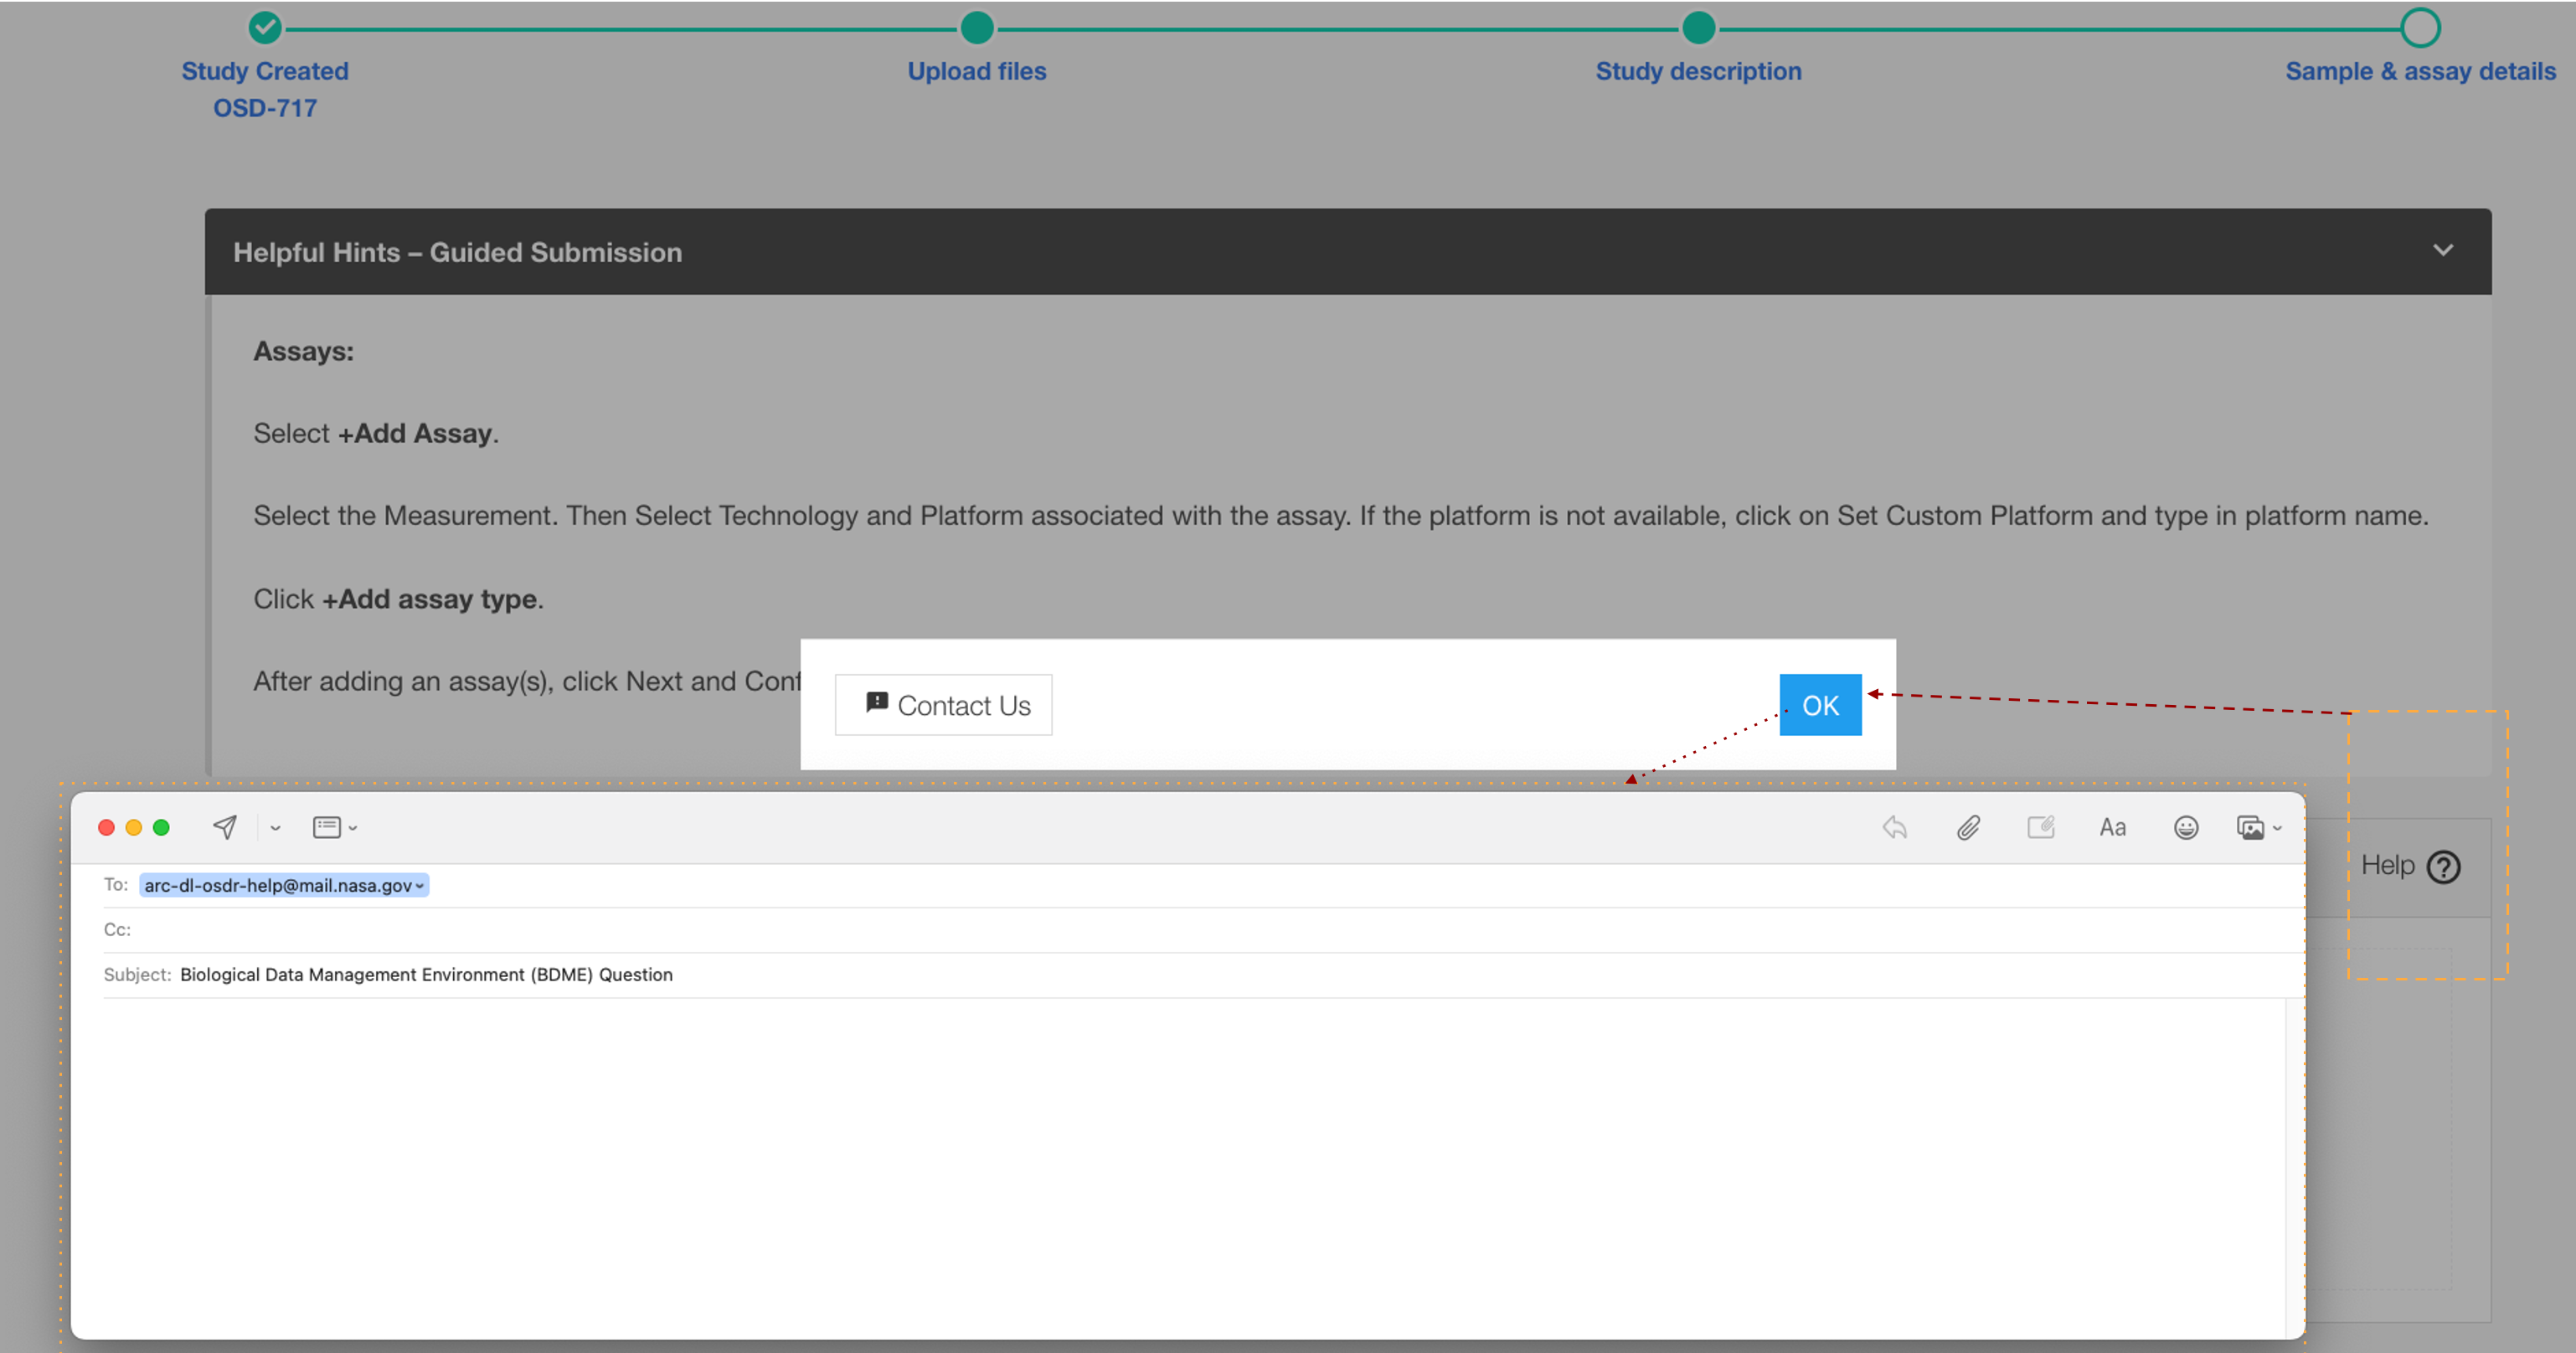 Study Created
OSD-717
Upload files
Study description
Sample & assay details
Helpful Hints – Guided Submission
Assays:
Select +Add Assay.
Select the Measurement. Then Select Technology and Platform associated with the assay. If the platform is not available, click on Set Custom Platform and type in platform name.
Click +Add assay type.
After adding an assay(s), click Next and
Contact Us
OK
Aa
To: arc-dl-osdr-help@mail.nasa.gov
Help
Cc:
Subject: Biological Data Management Environment (BDME) Question